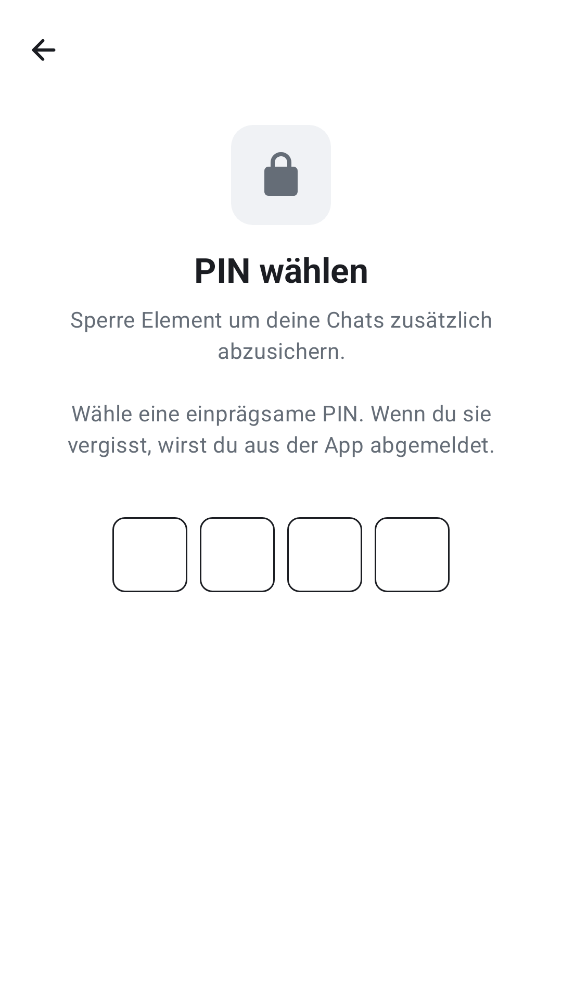 PIN wählen
Sperre Element um deine Chats zusätzlich
abzusichern.
Wähle eine einprägsame PIN. Wenn du sie
vergisst, wirst du aus der App abgemeldet.